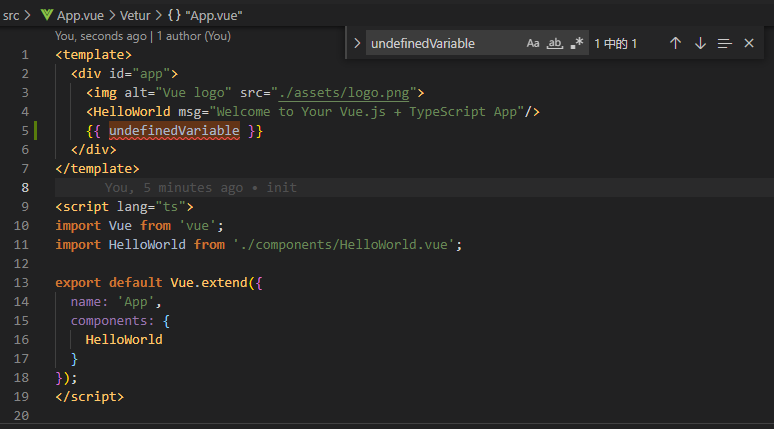 src > App.vue > Vetur > {} "App.vue"
You, seconds ago | 1 author (You)
undefinedVariable Aa ab .* 1 中的 1
1 <template>
2 <div id="app">
3 <img alt="Vue logo" src="./assets/logo.png">
4 <HelloWorld msg="Welcome to Your Vue.js + TypeScript App"/>
5 {{ undefinedVariable }}
6 </div>
7 </template>
8 You, 5 minutes ago • init
9 <script lang="ts">
10 import Vue from 'vue';
11 import HelloWorld from './components/HelloWorld.vue';
12
13 export default Vue.extend({
14 name: 'App',
15 components: {
16 HelloWorld
17 }
18 });
19 </script>
20